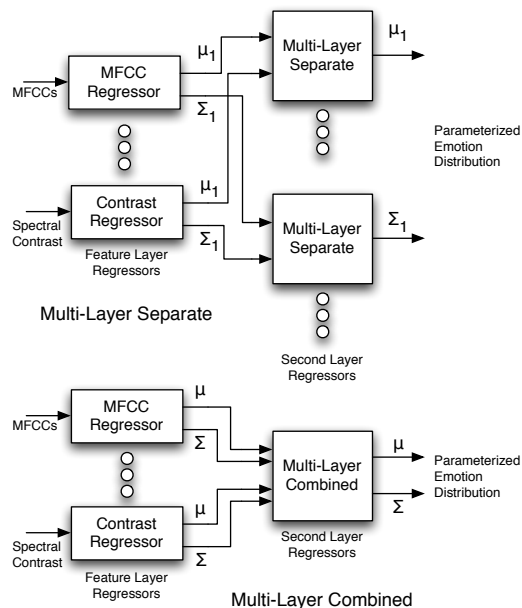 μ1
Multi-Layer
Separate
μ1
MFCCs
MFCC
Regressor
Σ1
Parameterized
Emotion
Distribution
μ1
Spectral
Contrast
Contrast
Regressor
Σ1
Multi-Layer
Separate
Σ1
Feature Layer
Regressors
Multi-Layer Separate
Second Layer
Regressors
MFCCs
MFCC
Regressor
μ
Σ
Multi-Layer
Combined
μ
Σ
Parameterized
Emotion
Distribution
Spectral
Contrast
Contrast
Regressor
μ
Σ
Second Layer
Regressors
Feature Layer
Regressors
Multi-Layer Combined